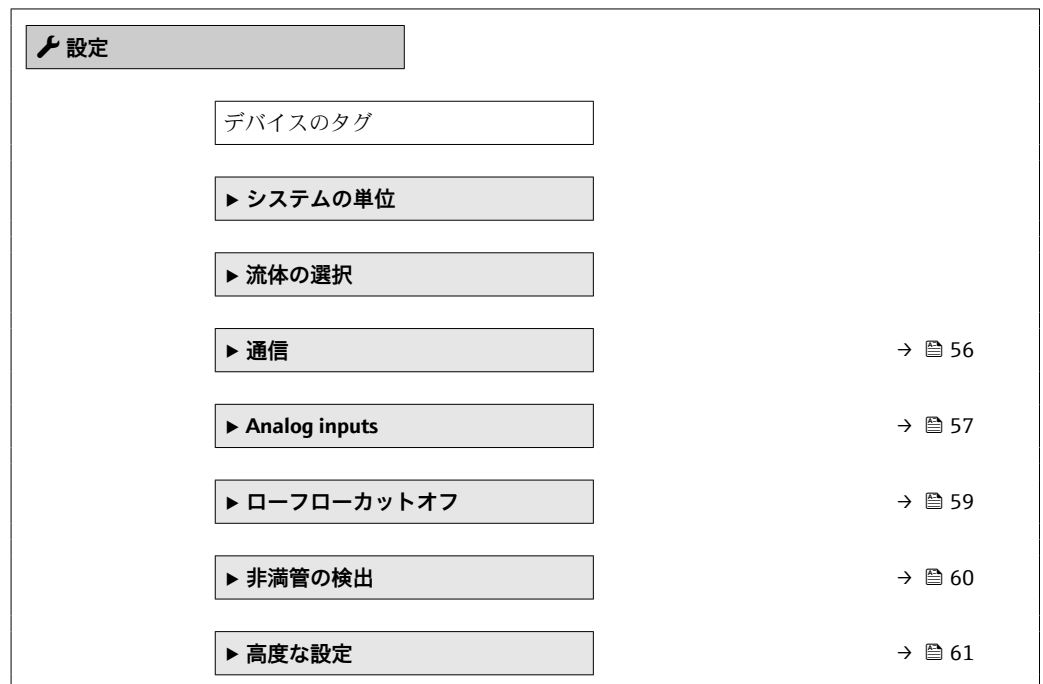 設定
デバイスのタグ
▶ システムの単位
▶ 流体の選択
▶ 通信 → 56
▶ Analog inputs → 57
▶ ローフローカットオフ → 59
▶ 非満管の検出 → 60
▶ 高度な設定 → 61